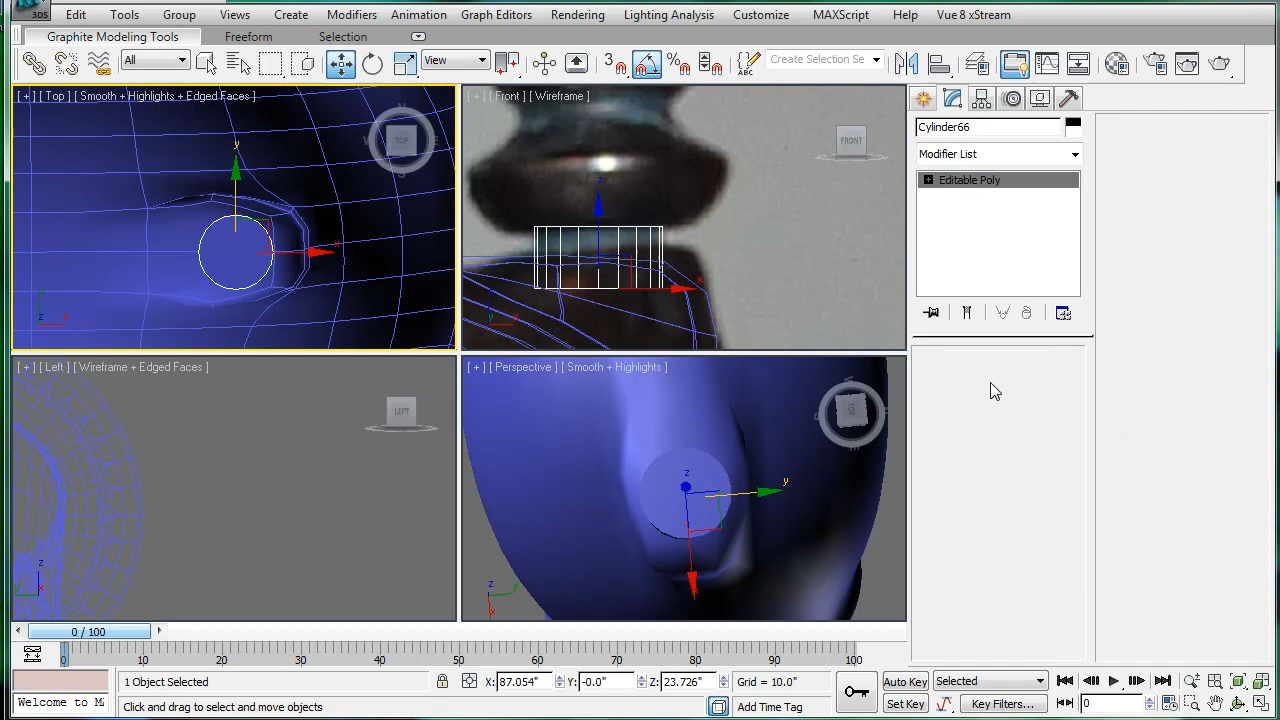 3DS
Edit Tools Group Views Create Modifiers Animation Graph Editors Rendering Lighting Analysis Customize MAXScript Help Vue 8 xStream
Graphite Modeling Tools Freeform Selection
All View 3 % ABC Create Selection Se
[ + ] [ Top ] [ Smooth + Highlights + Edged Faces ]
[ + ] [ Front ] [ Wireframe ]
Cylinder66
Modifier List
Editable Poly
TOP
FRONT
y
x
z
x
z
x
y
x
[ + ] [ Left ] [ Wireframe + Edged Faces ]
[ + ] [ Perspective ] [ Smooth + Highlights ]
LEFT
TOP
z
y
z
z
y
x
0 / 100
0 10 20 30 40 50 60 70 80 90 100
1 Object Selected X: 87.054" Y: -0.0" Z: 23.726" Grid = 10.0" Auto Key Selected
Welcome to M Click and drag to select and move objects Add Time Tag Set Key Key Filters... 0